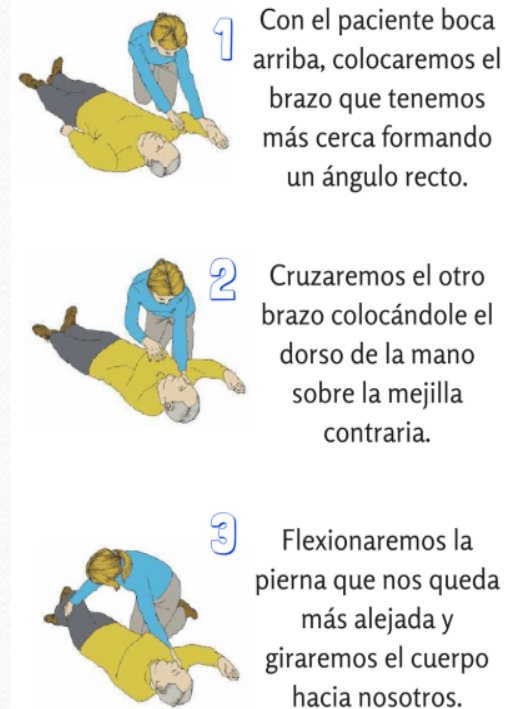 1
Con el paciente boca
arriba, colocaremos el
brazo que tenemos
más cerca formando
un ángulo recto.
2
Cruzaremos el otro
brazo colocándole el
dorso de la mano
sobre la mejilla
contraria.
3
Flexionaremos la
pierna que nos queda
más alejada y
giraremos el cuerpo
hacia nosotros.